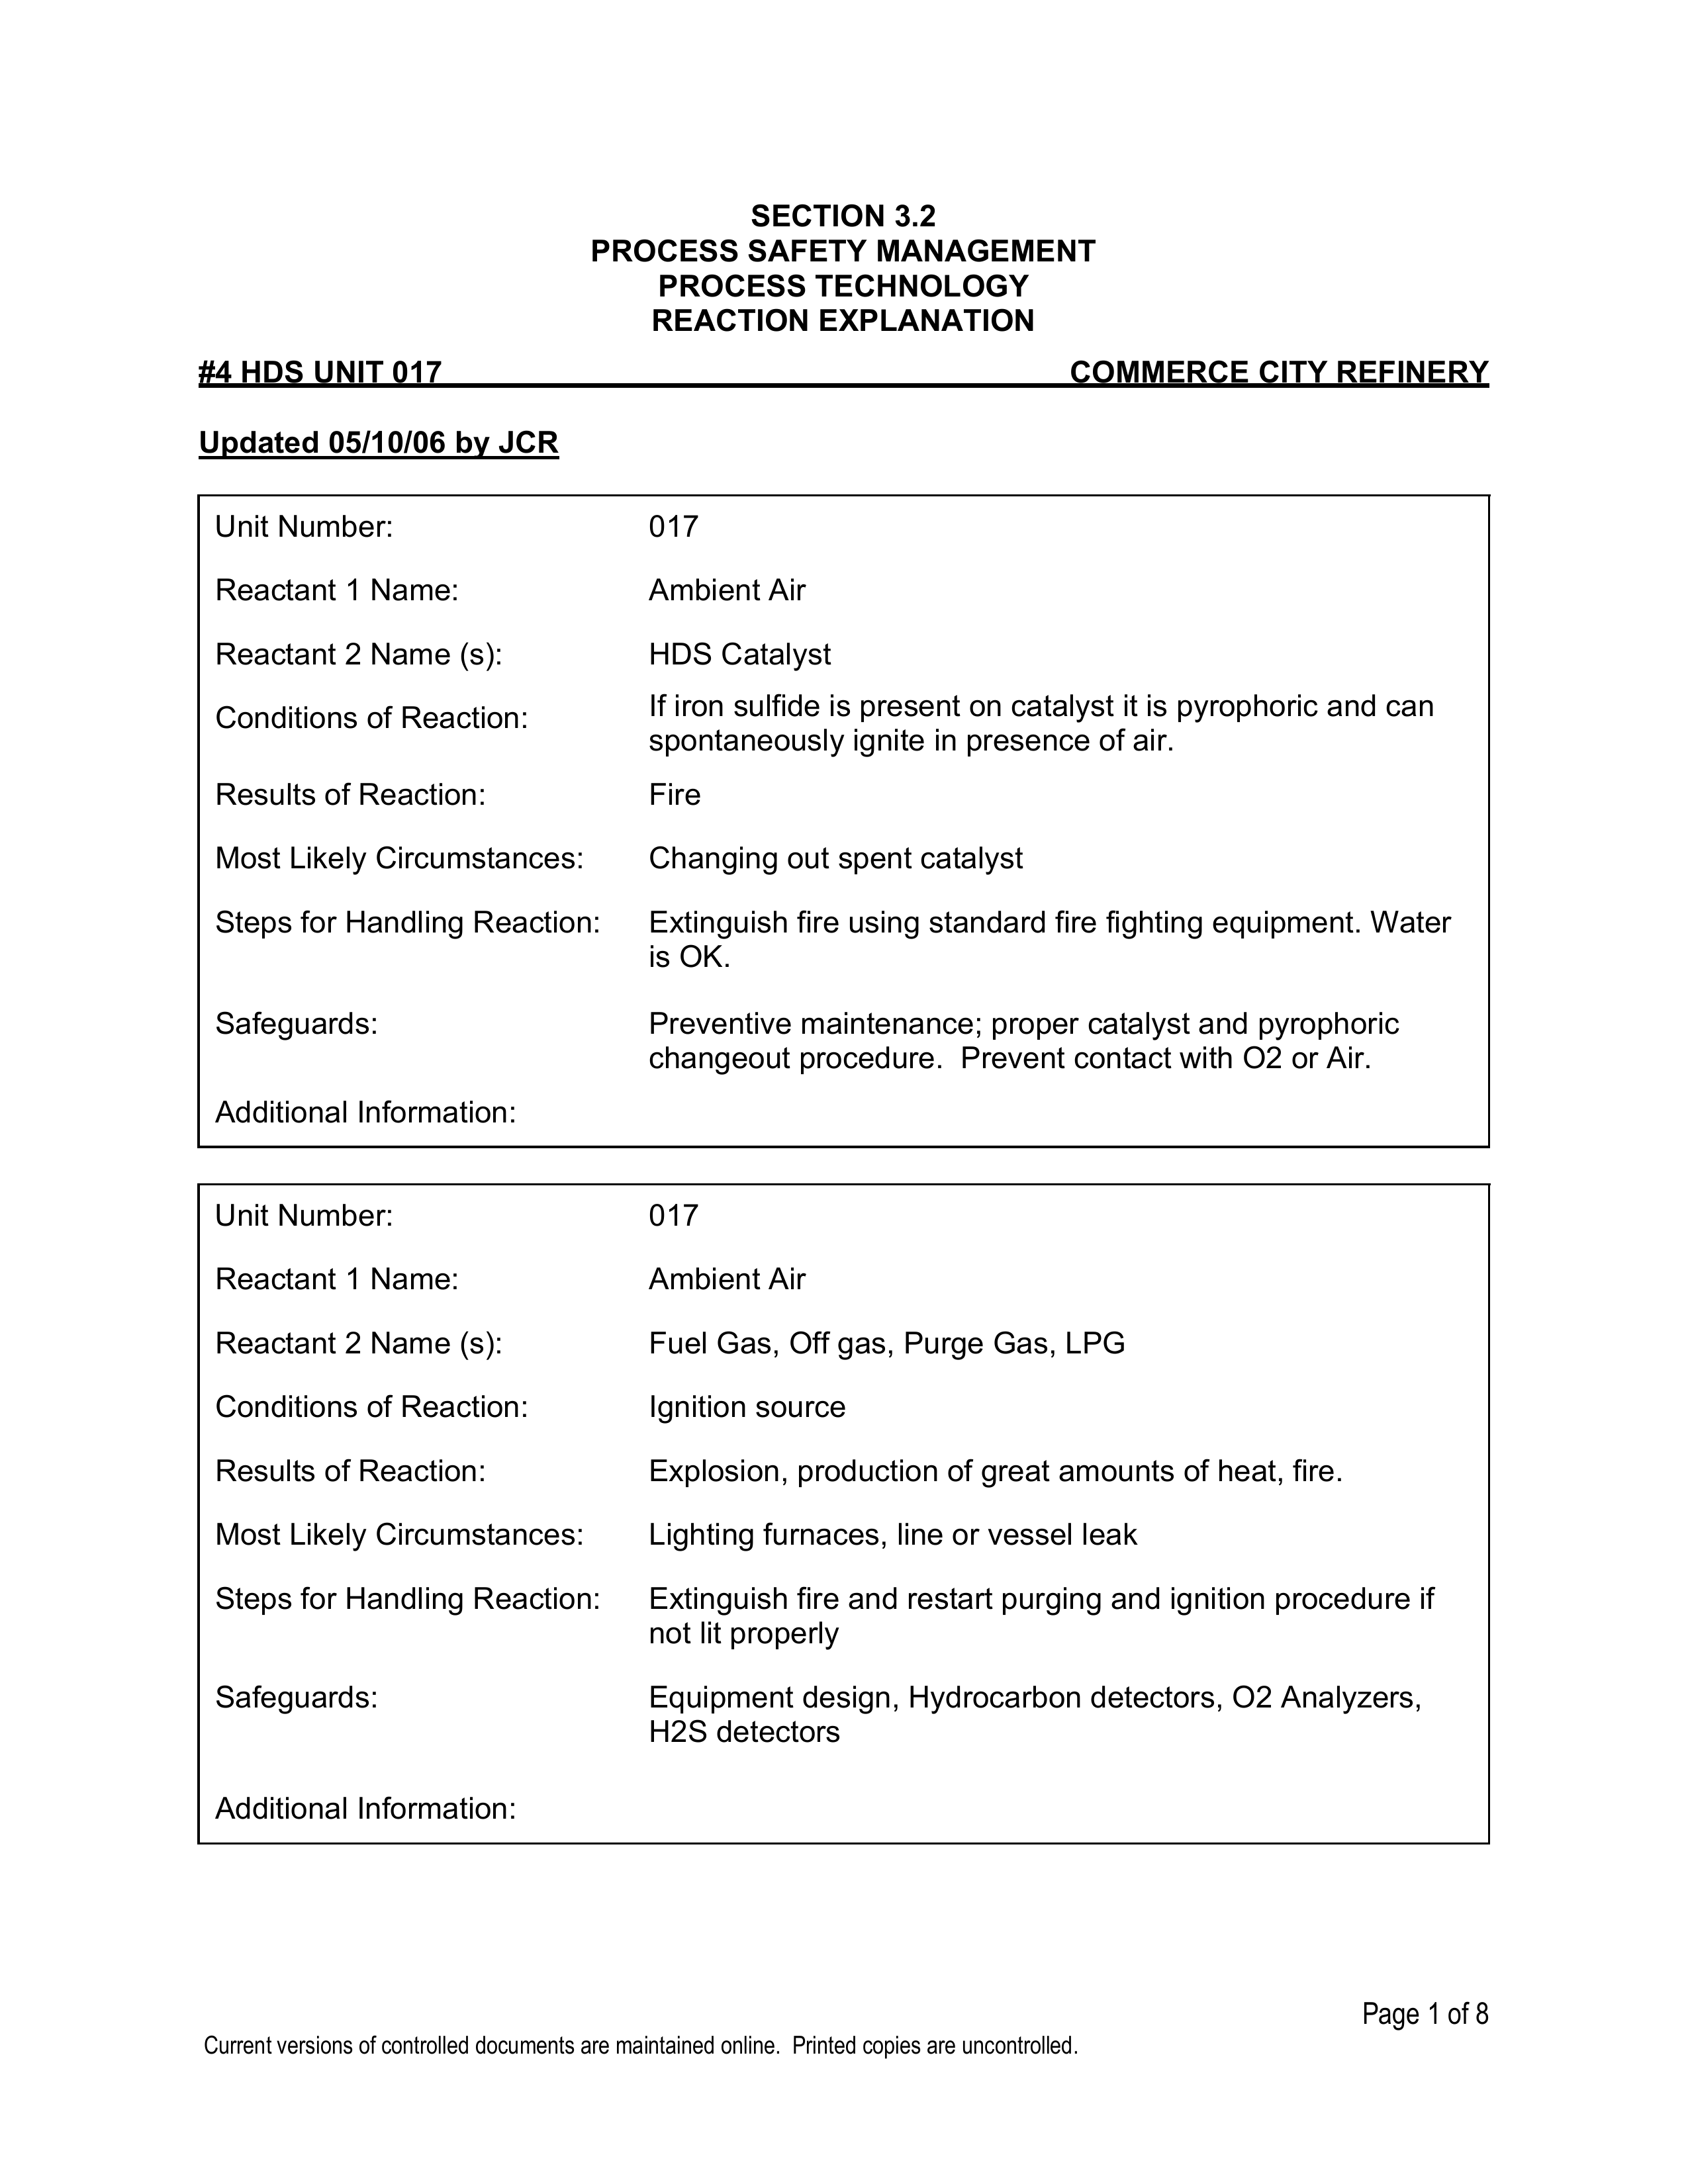 SECTION 3.2
PROCESS SAFETY MANAGEMENT
PROCESS TECHNOLOGY
REACTION EXPLANATION
#4 HDS UNIT 017 COMMERCE CITY REFINERY
Updated 05/10/06 by JCR
Unit Number: 017
Reactant 1 Name: Ambient Air
Reactant 2 Name (s): HDS Catalyst
Conditions of Reaction: If iron sulfide is present on catalyst it is pyrophoric and can
spontaneously ignite in presence of air.
Results of Reaction: Fire
Most Likely Circumstances: Changing out spent catalyst
Steps for Handling Reaction: Extinguish fire using standard fire fighting equipment. Water
is OK.
Safeguards: Preventive maintenance; proper catalyst and pyrophoric
changeout procedure.  Prevent contact with O2 or Air.
Additional Information:
Unit Number: 017
Reactant 1 Name: Ambient Air
Reactant 2 Name (s): Fuel Gas, Off gas, Purge Gas, LPG
Conditions of Reaction: Ignition source
Results of Reaction: Explosion, production of great amounts of heat, fire.
Most Likely Circumstances: Lighting furnaces, line or vessel leak
Steps for Handling Reaction: Extinguish fire and restart purging and ignition procedure if
not lit properly
Safeguards: Equipment design, Hydrocarbon detectors, O2 Analyzers,
H2S detectors
Additional Information:
Page 1 of 8
Current versions of controlled documents are maintained online.  Printed copies are uncontrolled.